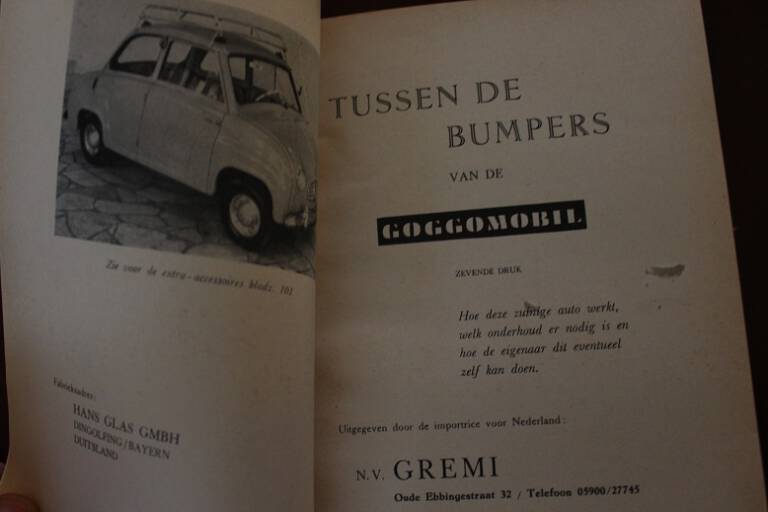 Zie voor de extra-accessoires bladz. 101
Fabrieksadres:
HANS GLAS GMBH
DINGOLFING/BAYERN
DUITSLAND
TUSSEN DE
BUMPERS
VAN DE
GOGGOMOBIL
ZEVENDE DRUK
Hoe deze zuinige auto werkt,
welk onderhoud er nodig is en
hoe de eigenaar dit eventueel
zelf kan doen.
Uitgegeven door de importrice voor Nederland:
N.V. GREMI
Oude Ebbingestraat 32 / Telefoon 05900/27745